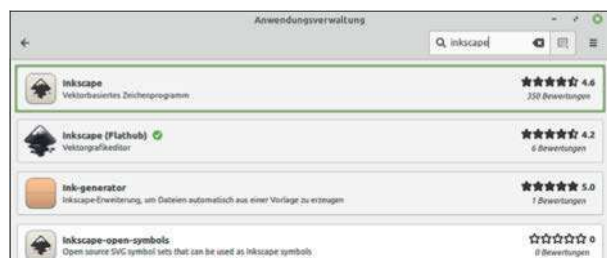 Anwendungsverwaltung
inkscape
Inkscape
Vektorbasiertes Zeichenprogramm
4.6
350 Bewertungen
Inkscape (Flathub)
Vektorgrafikeditor
4.2
6 Bewertungen
Ink-generator
Inkscape-Erweiterung, um Dateien automatisch aus einer Vorlage zu erzeugen
5.0
1 Bewertungen
Inkscape-open-symbols
Open source SVG symbol sets that can be used as Inkscape symbols
0
0 Bewertungen